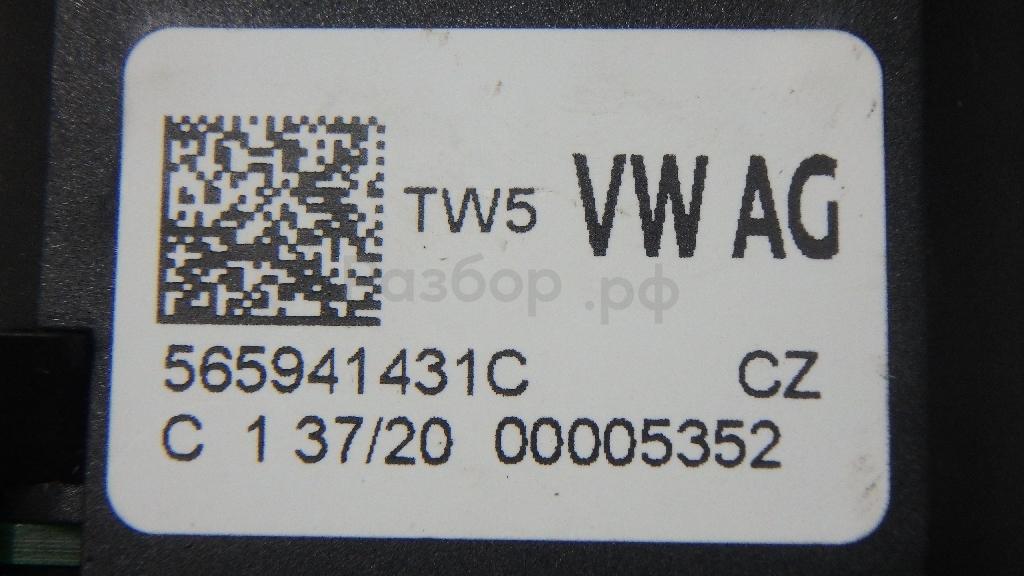 TW5 VW AG
Разбор.рф
565941431C CZ
C 1 37/20 00005352